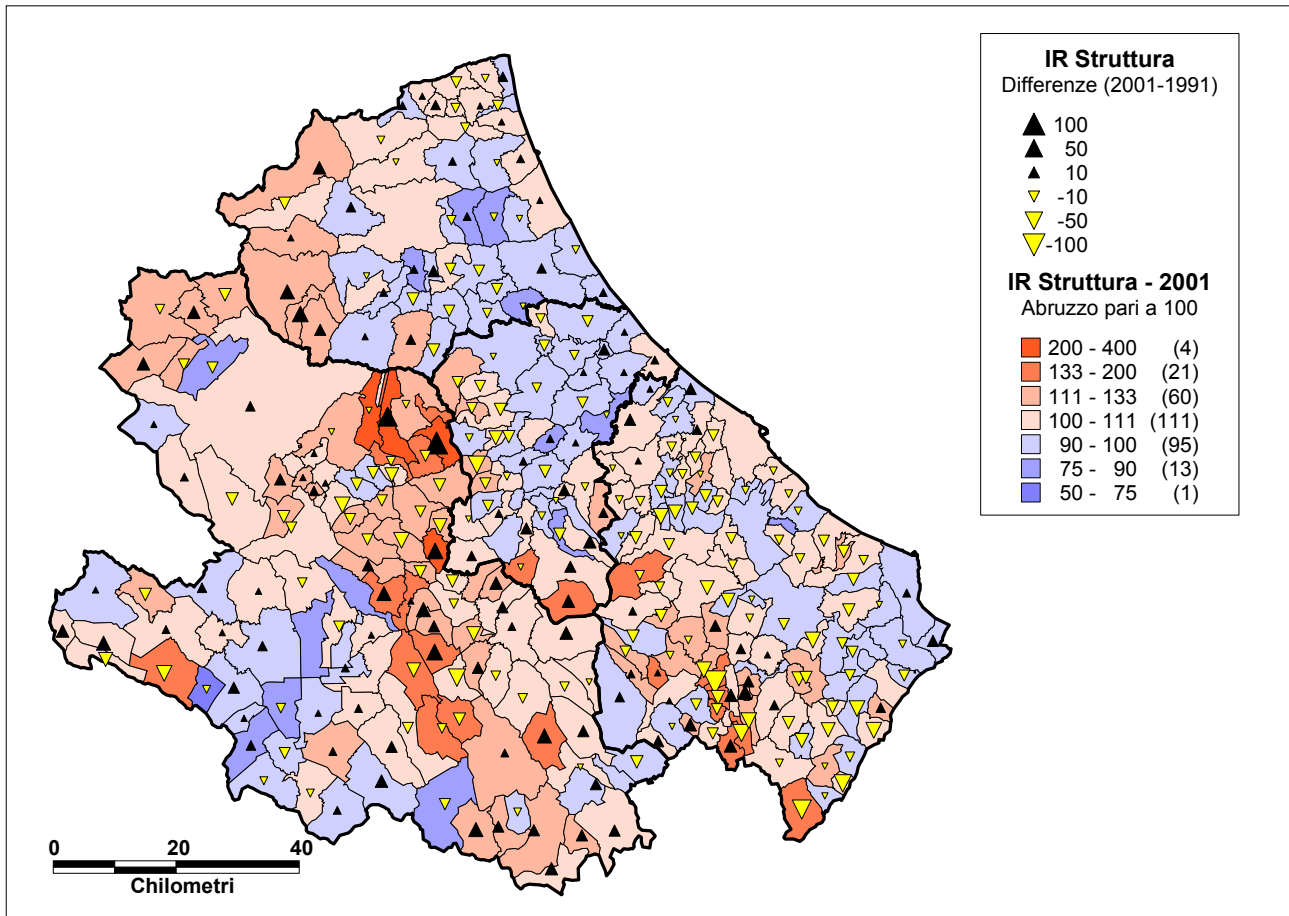 IR Struttura
Differenze (2001-1991)
100
50
10
-10
-50
-100
IR Struttura - 2001
Abruzzo pari a 100
200 - 400 (4)
133 - 200 (21)
111 - 133 (60)
100 - 111 (111)
90 - 100 (95)
75 - 90 (13)
50 - 75 (1)
0 20 40
Chilometri